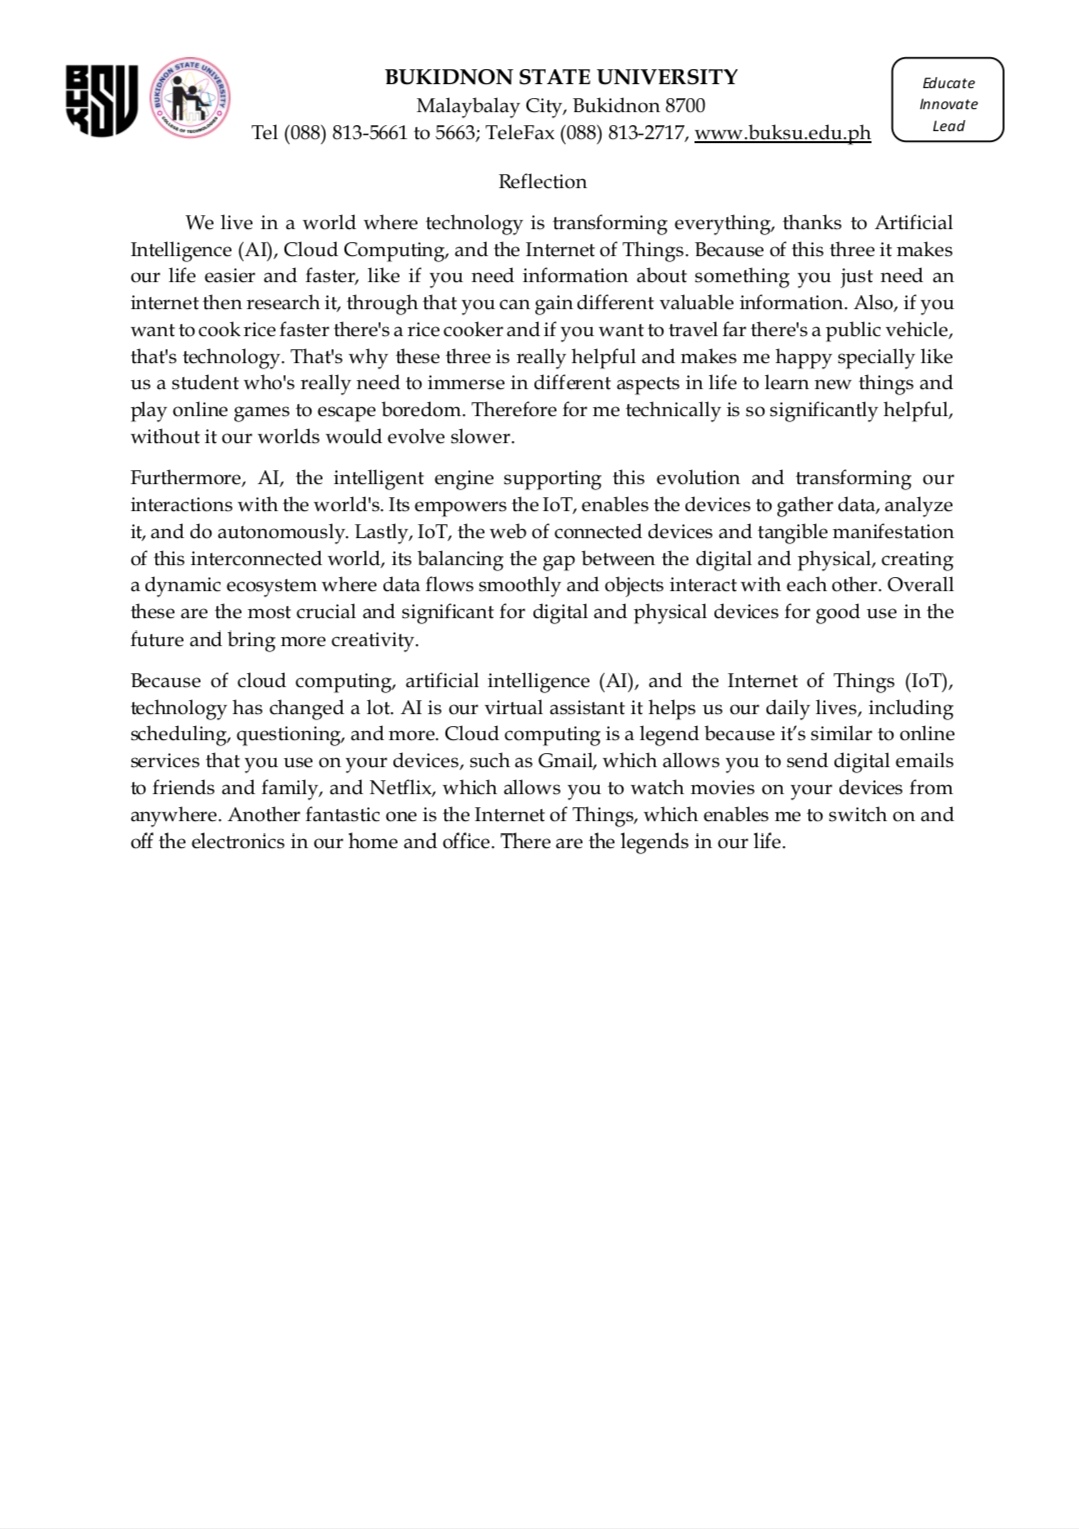 BUKSU
BUKIDNON STATE UNIVERSITY
COLLEGE OF TECHNOLOGIES
BUKIDNON STATE UNIVERSITY
Malaybalay City, Bukidnon 8700
Tel (088) 813-5661 to 5663; TeleFax (088) 813-2717, www.buksu.edu.ph
Educate
Innovate
Lead
Reflection
We live in a world where technology is transforming everything, thanks to Artificial
Intelligence (AI), Cloud Computing, and the Internet of Things. Because of this three it makes
our life easier and faster, like if you need information about something you just need an
internet then research it, through that you can gain different valuable information. Also, if you
want to cook rice faster there's a rice cooker and if you want to travel far there's a public vehicle,
that's technology. That's why these three is really helpful and makes me happy specially like
us a student who's really need to immerse in different aspects in life to learn new things and
play online games to escape boredom. Therefore for me technically is so significantly helpful,
without it our worlds would evolve slower.
Furthermore, AI, the intelligent engine supporting this evolution and transforming our
interactions with the world's. Its empowers the IoT, enables the devices to gather data, analyze
it, and do autonomously. Lastly, IoT, the web of connected devices and tangible manifestation
of this interconnected world, its balancing the gap between the digital and physical, creating
a dynamic ecosystem where data flows smoothly and objects interact with each other. Overall
these are the most crucial and significant for digital and physical devices for good use in the
future and bring more creativity.
Because of cloud computing, artificial intelligence (AI), and the Internet of Things (IoT),
technology has changed a lot. AI is our virtual assistant it helps us our daily lives, including
scheduling, questioning, and more. Cloud computing is a legend because it’s similar to online
services that you use on your devices, such as Gmail, which allows you to send digital emails
to friends and family, and Netflix, which allows you to watch movies on your devices from
anywhere. Another fantastic one is the Internet of Things, which enables me to switch on and
off the electronics in our home and office. There are the legends in our life.